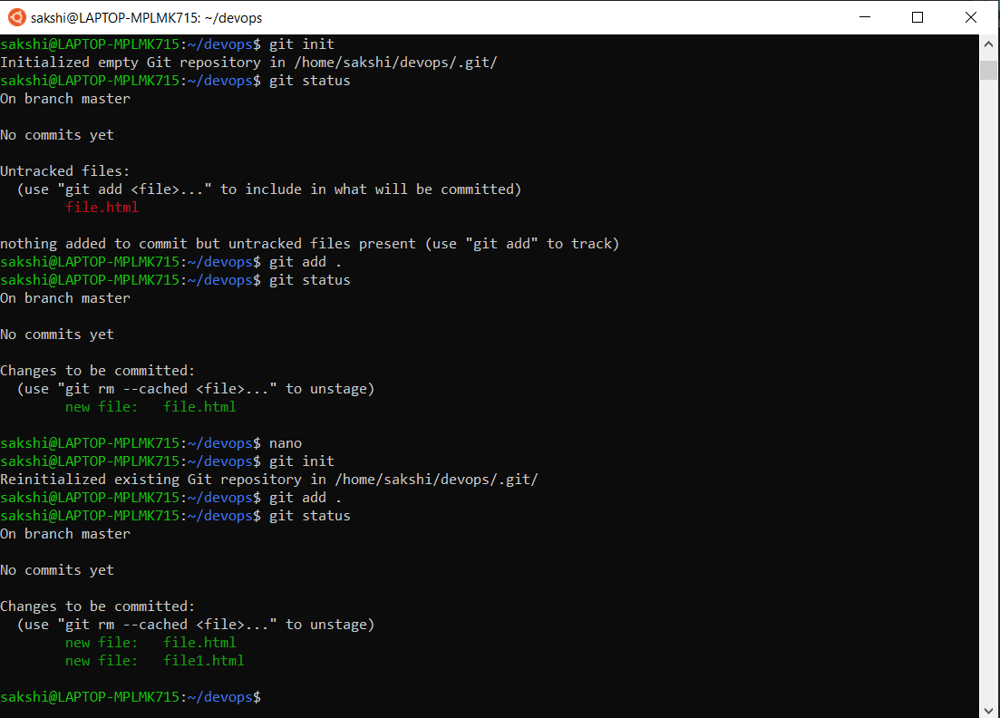 sakshi@LAPTOP-MPLMK715: ~/devops
sakshi@LAPTOP-MPLMK715:~/devops$ git init
Initialized empty Git repository in /home/sakshi/devops/.git/
sakshi@LAPTOP-MPLMK715:~/devops$ git status
On branch master

No commits yet

Untracked files:
  (use "git add <file>..." to include in what will be committed)
        file.html

nothing added to commit but untracked files present (use "git add" to track)
sakshi@LAPTOP-MPLMK715:~/devops$ git add .
sakshi@LAPTOP-MPLMK715:~/devops$ git status
On branch master

No commits yet

Changes to be committed:
  (use "git rm --cached <file>..." to unstage)
        new file:   file.html

sakshi@LAPTOP-MPLMK715:~/devops$ nano
sakshi@LAPTOP-MPLMK715:~/devops$ git init
Reinitialized existing Git repository in /home/sakshi/devops/.git/
sakshi@LAPTOP-MPLMK715:~/devops$ git add .
sakshi@LAPTOP-MPLMK715:~/devops$ git status
On branch master

No commits yet

Changes to be committed:
  (use "git rm --cached <file>..." to unstage)
        new file:   file.html
        new file:   file1.html

sakshi@LAPTOP-MPLMK715:~/devops$